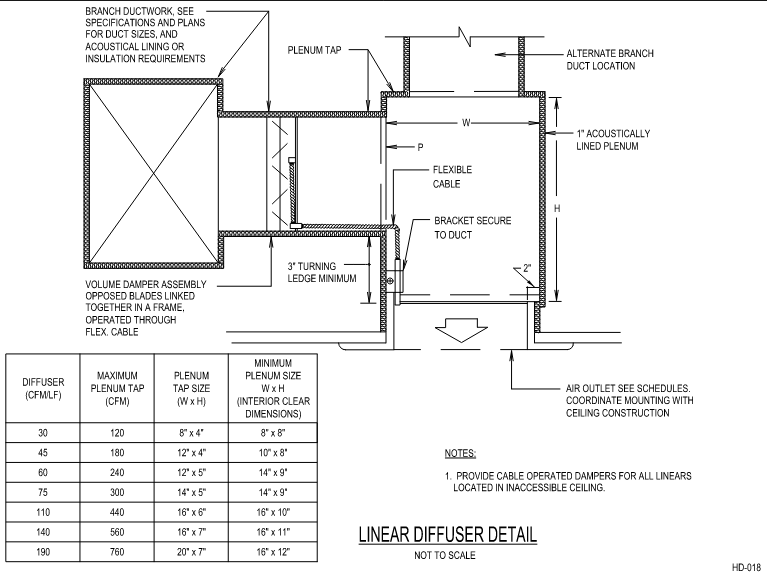 BRANCH DUCTWORK, SEE
SPECIFICATIONS AND PLANS
FOR DUCT SIZES, AND
ACOUSTICAL LINING OR
INSULATION REQUIREMENTS
PLENUM TAP
ALTERNATE BRANCH
DUCT LOCATION
W
1" ACOUSTICALLY
LINED PLENUM
P
FLEXIBLE
CABLE
H
BRACKET SECURE
TO DUCT
3" TURNING
LEDGE MINIMUM
2"
VOLUME DAMPER ASSEMBLY
OPPOSED BLADES LINKED
TOGETHER IN A FRAME,
OPERATED THROUGH
FLEX. CABLE
AIR OUTLET SEE SCHEDULES.
COORDINATE MOUNTING WITH
CEILING CONSTRUCTION
DIFFUSER
(CFM/LF)
MAXIMUM
PLENUM TAP
(CFM)
PLENUM
TAP SIZE
(W x H)
MINIMUM
PLENUM SIZE
W x H
(INTERIOR CLEAR
DIMENSIONS)
30 120 8" x 4" 8" x 8"
45 180 12" x 4" 10" x 8"
60 240 12" x 5" 14" x 9"
75 300 14" x 5" 14" x 9"
110 440 16" x 6" 16" x 10"
140 560 16" x 7" 16" x 11"
190 760 20" x 7" 16" x 12"
NOTES:
1. PROVIDE CABLE OPERATED DAMPERS FOR ALL LINEARS
LOCATED IN INACCESSIBLE CEILING.
LINEAR DIFFUSER DETAIL
NOT TO SCALE
HD-018